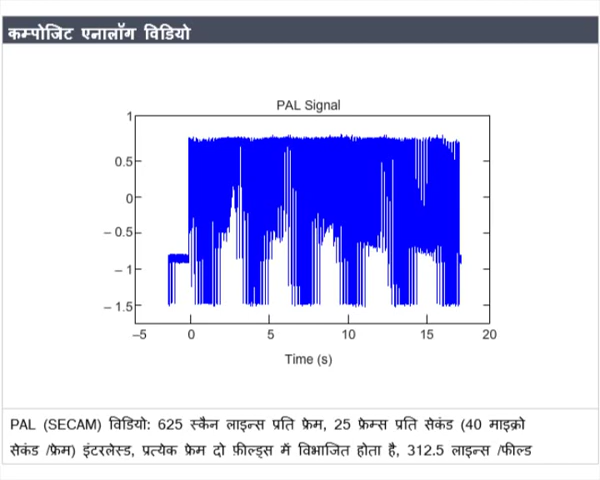 कम्पोजिट एनालॉग विडियो
PAL Signal
1
0.5
0
– 0.5
– 1
– 1.5
–5 0 5 10 15 20
Time (s)
PAL (SECAM) विडियो: 625 स्कैन लाइन्स प्रति फ्रेम, 25 फ्रेम्स प्रति सेकंड (40 माइक्रो
सेकंड /फ्रेम) इंटरलेस्ड, प्रत्येक फ्रेम दो फ़ील्ड्स में विभाजित होता है, 312.5 लाइन्स /फील्ड